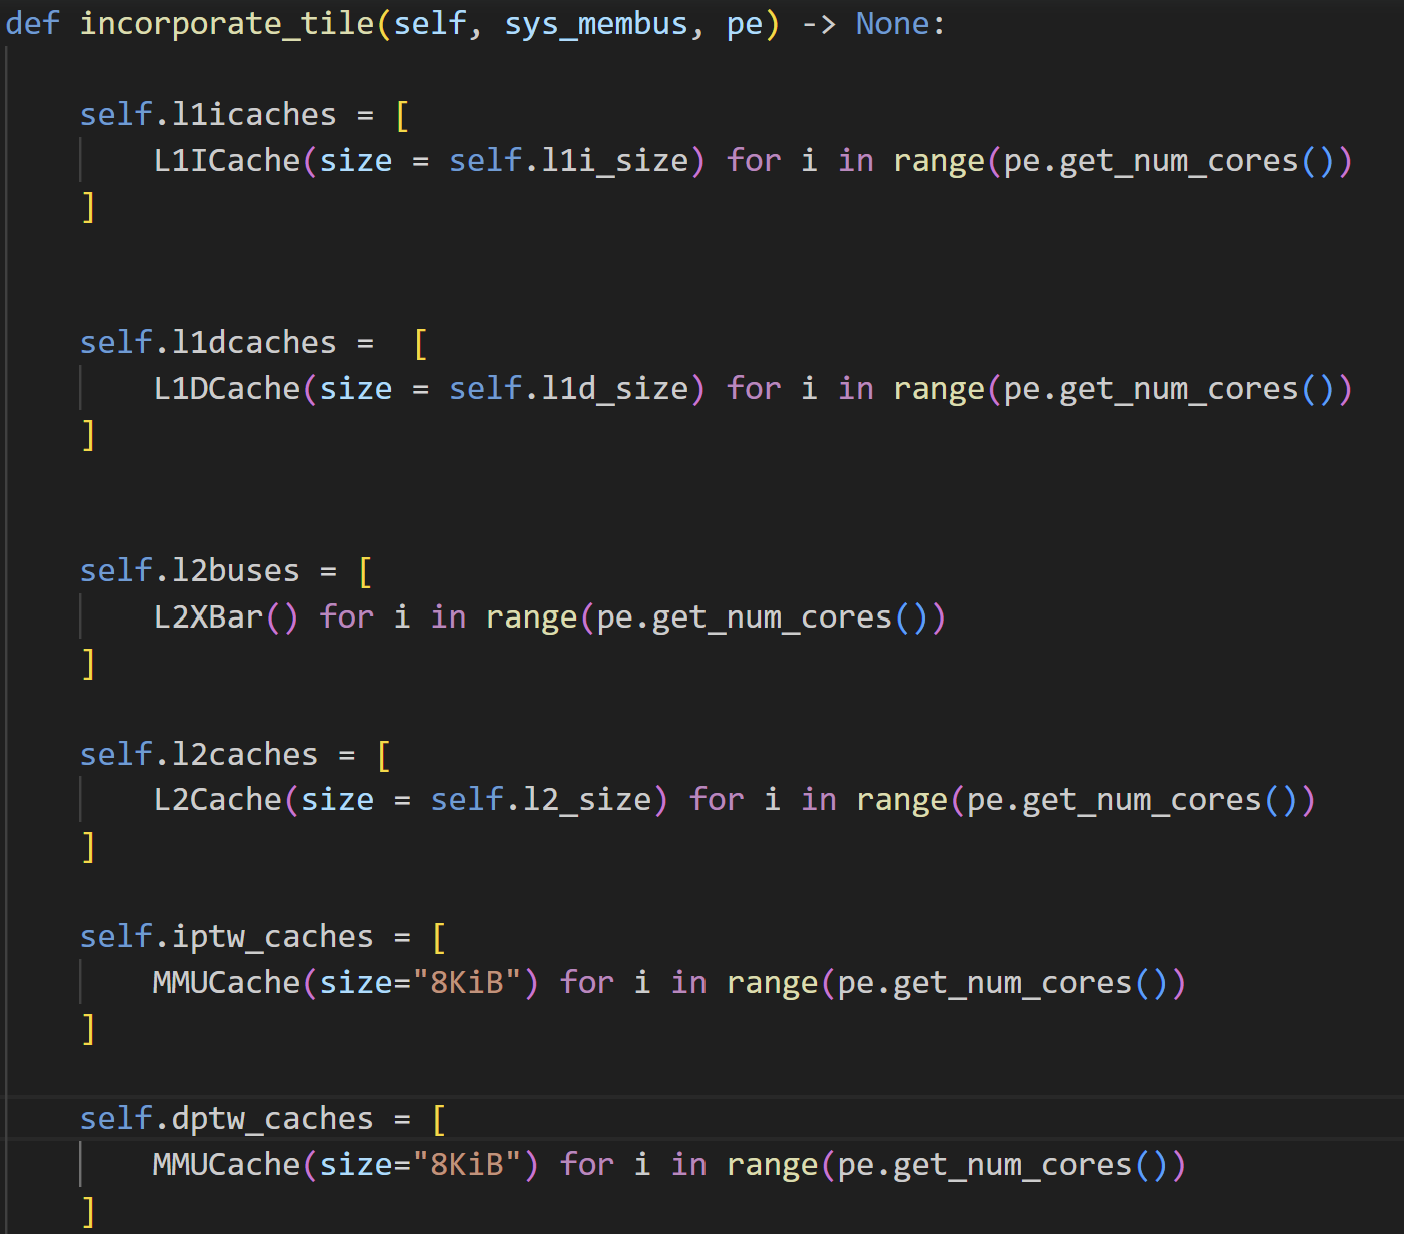 def incorporate_tile(self, sys_membus, pe) -> None:
self.l1icaches = [
L1ICache(size = self.l1i_size) for i in range(pe.get_num_cores())
]
self.l1dcaches =  [
L1DCache(size = self.l1d_size) for i in range(pe.get_num_cores())
]
self.l2buses = [
L2XBar() for i in range(pe.get_num_cores())
]
self.l2caches = [
L2Cache(size = self.l2_size) for i in range(pe.get_num_cores())
]
self.iptw_caches = [
MMUCache(size="8KiB") for i in range(pe.get_num_cores())
]
self.dptw_caches = [
MMUCache(size="8KiB") for i in range(pe.get_num_cores())
]